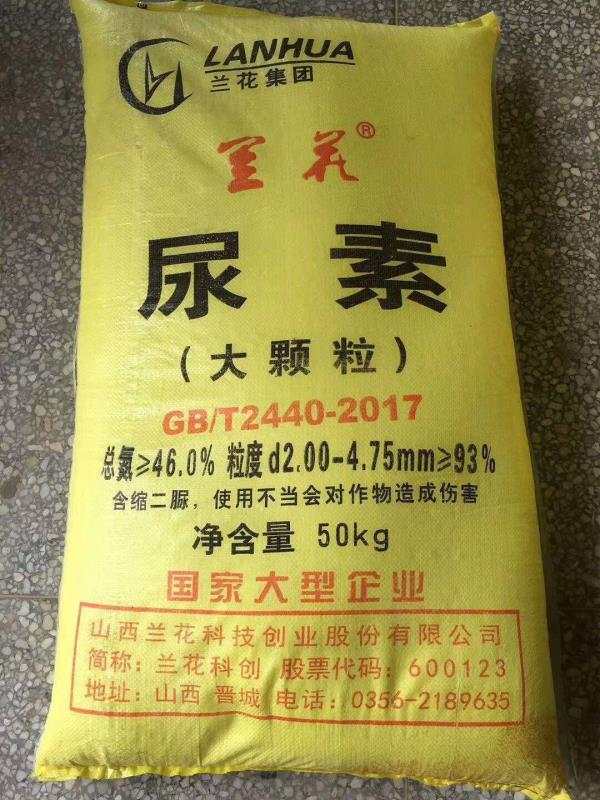 LANHUA
兰花集团
兰花®
尿素
(大颗粒)
GB/T2440-2017
总氮≥46.0% 粒度d2.00-4.75mm≥93%
含缩二脲,使用不当会对作物造成伤害
净含量 50kg
国家大型企业
山西兰花科技创业股份有限公司
简称:兰花科创 股票代码:600123
地址:山西 晋城 电话:0356-2189635